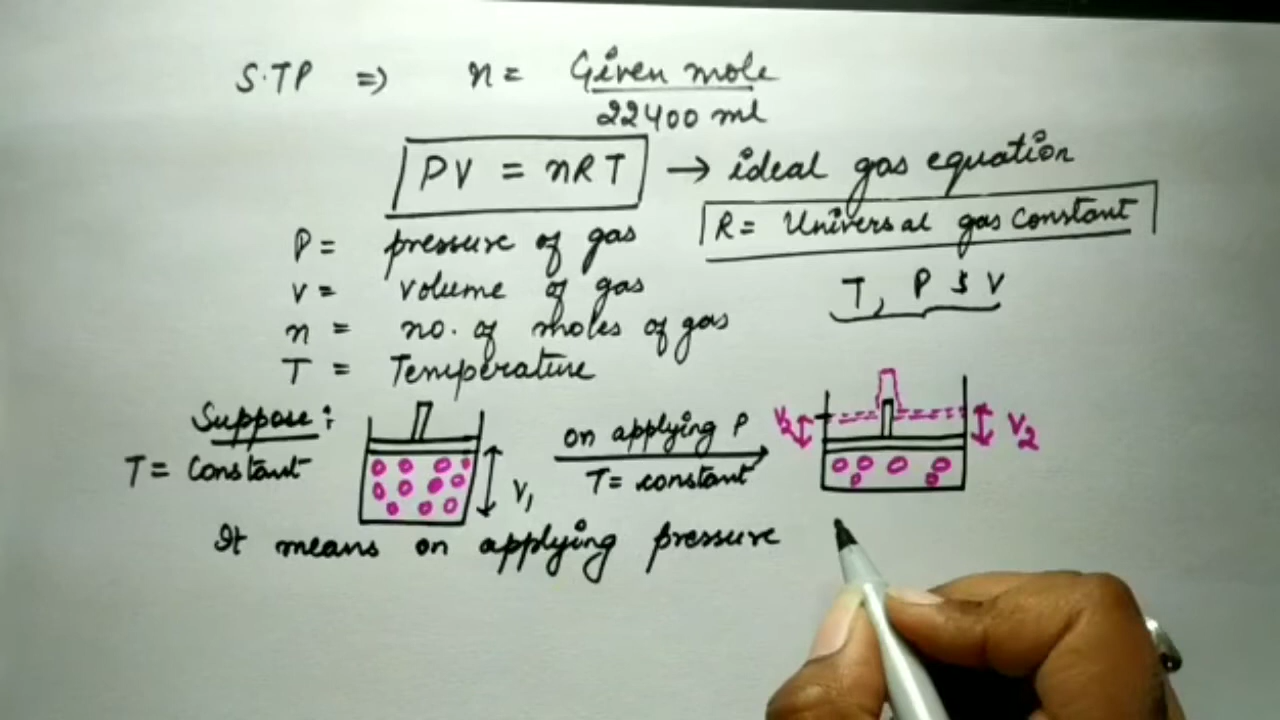 S.TP ⇒ n = Given mole
22400 ml
PV = nRT → ideal gas equation
R = Universal gas constant
P = pressure of gas
V = volume of gas
T, P & V
n = no. of moles of gas
T = Temperature
Suppose:
T = Constant
V₁
on applying P
T = constant
V₂
V₂
It means on applying pressure